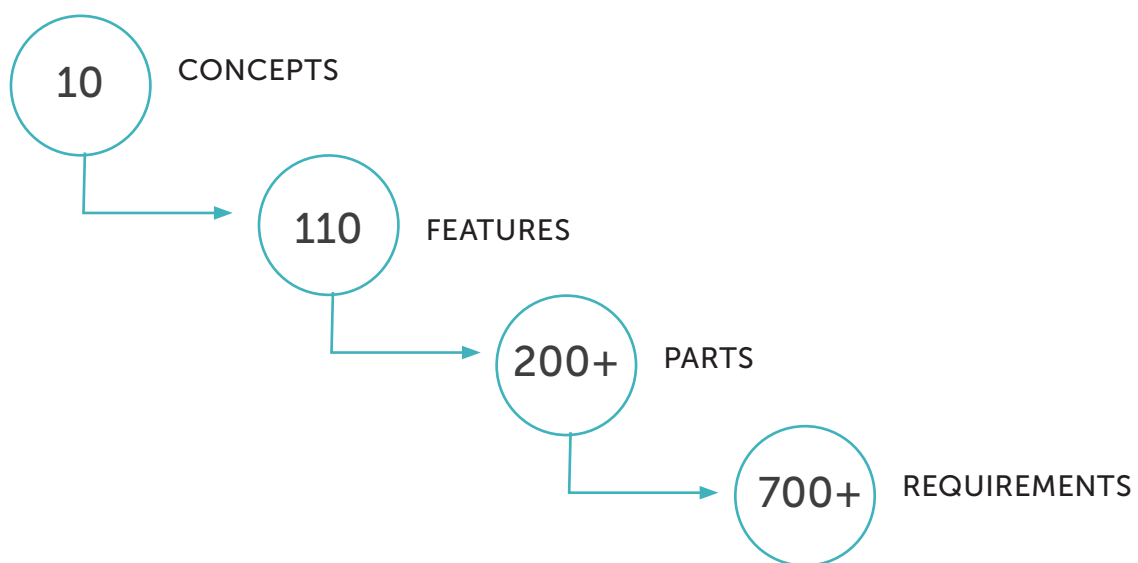 10
CONCEPTS
110
FEATURES
200+
PARTS
700+
REQUIREMENTS